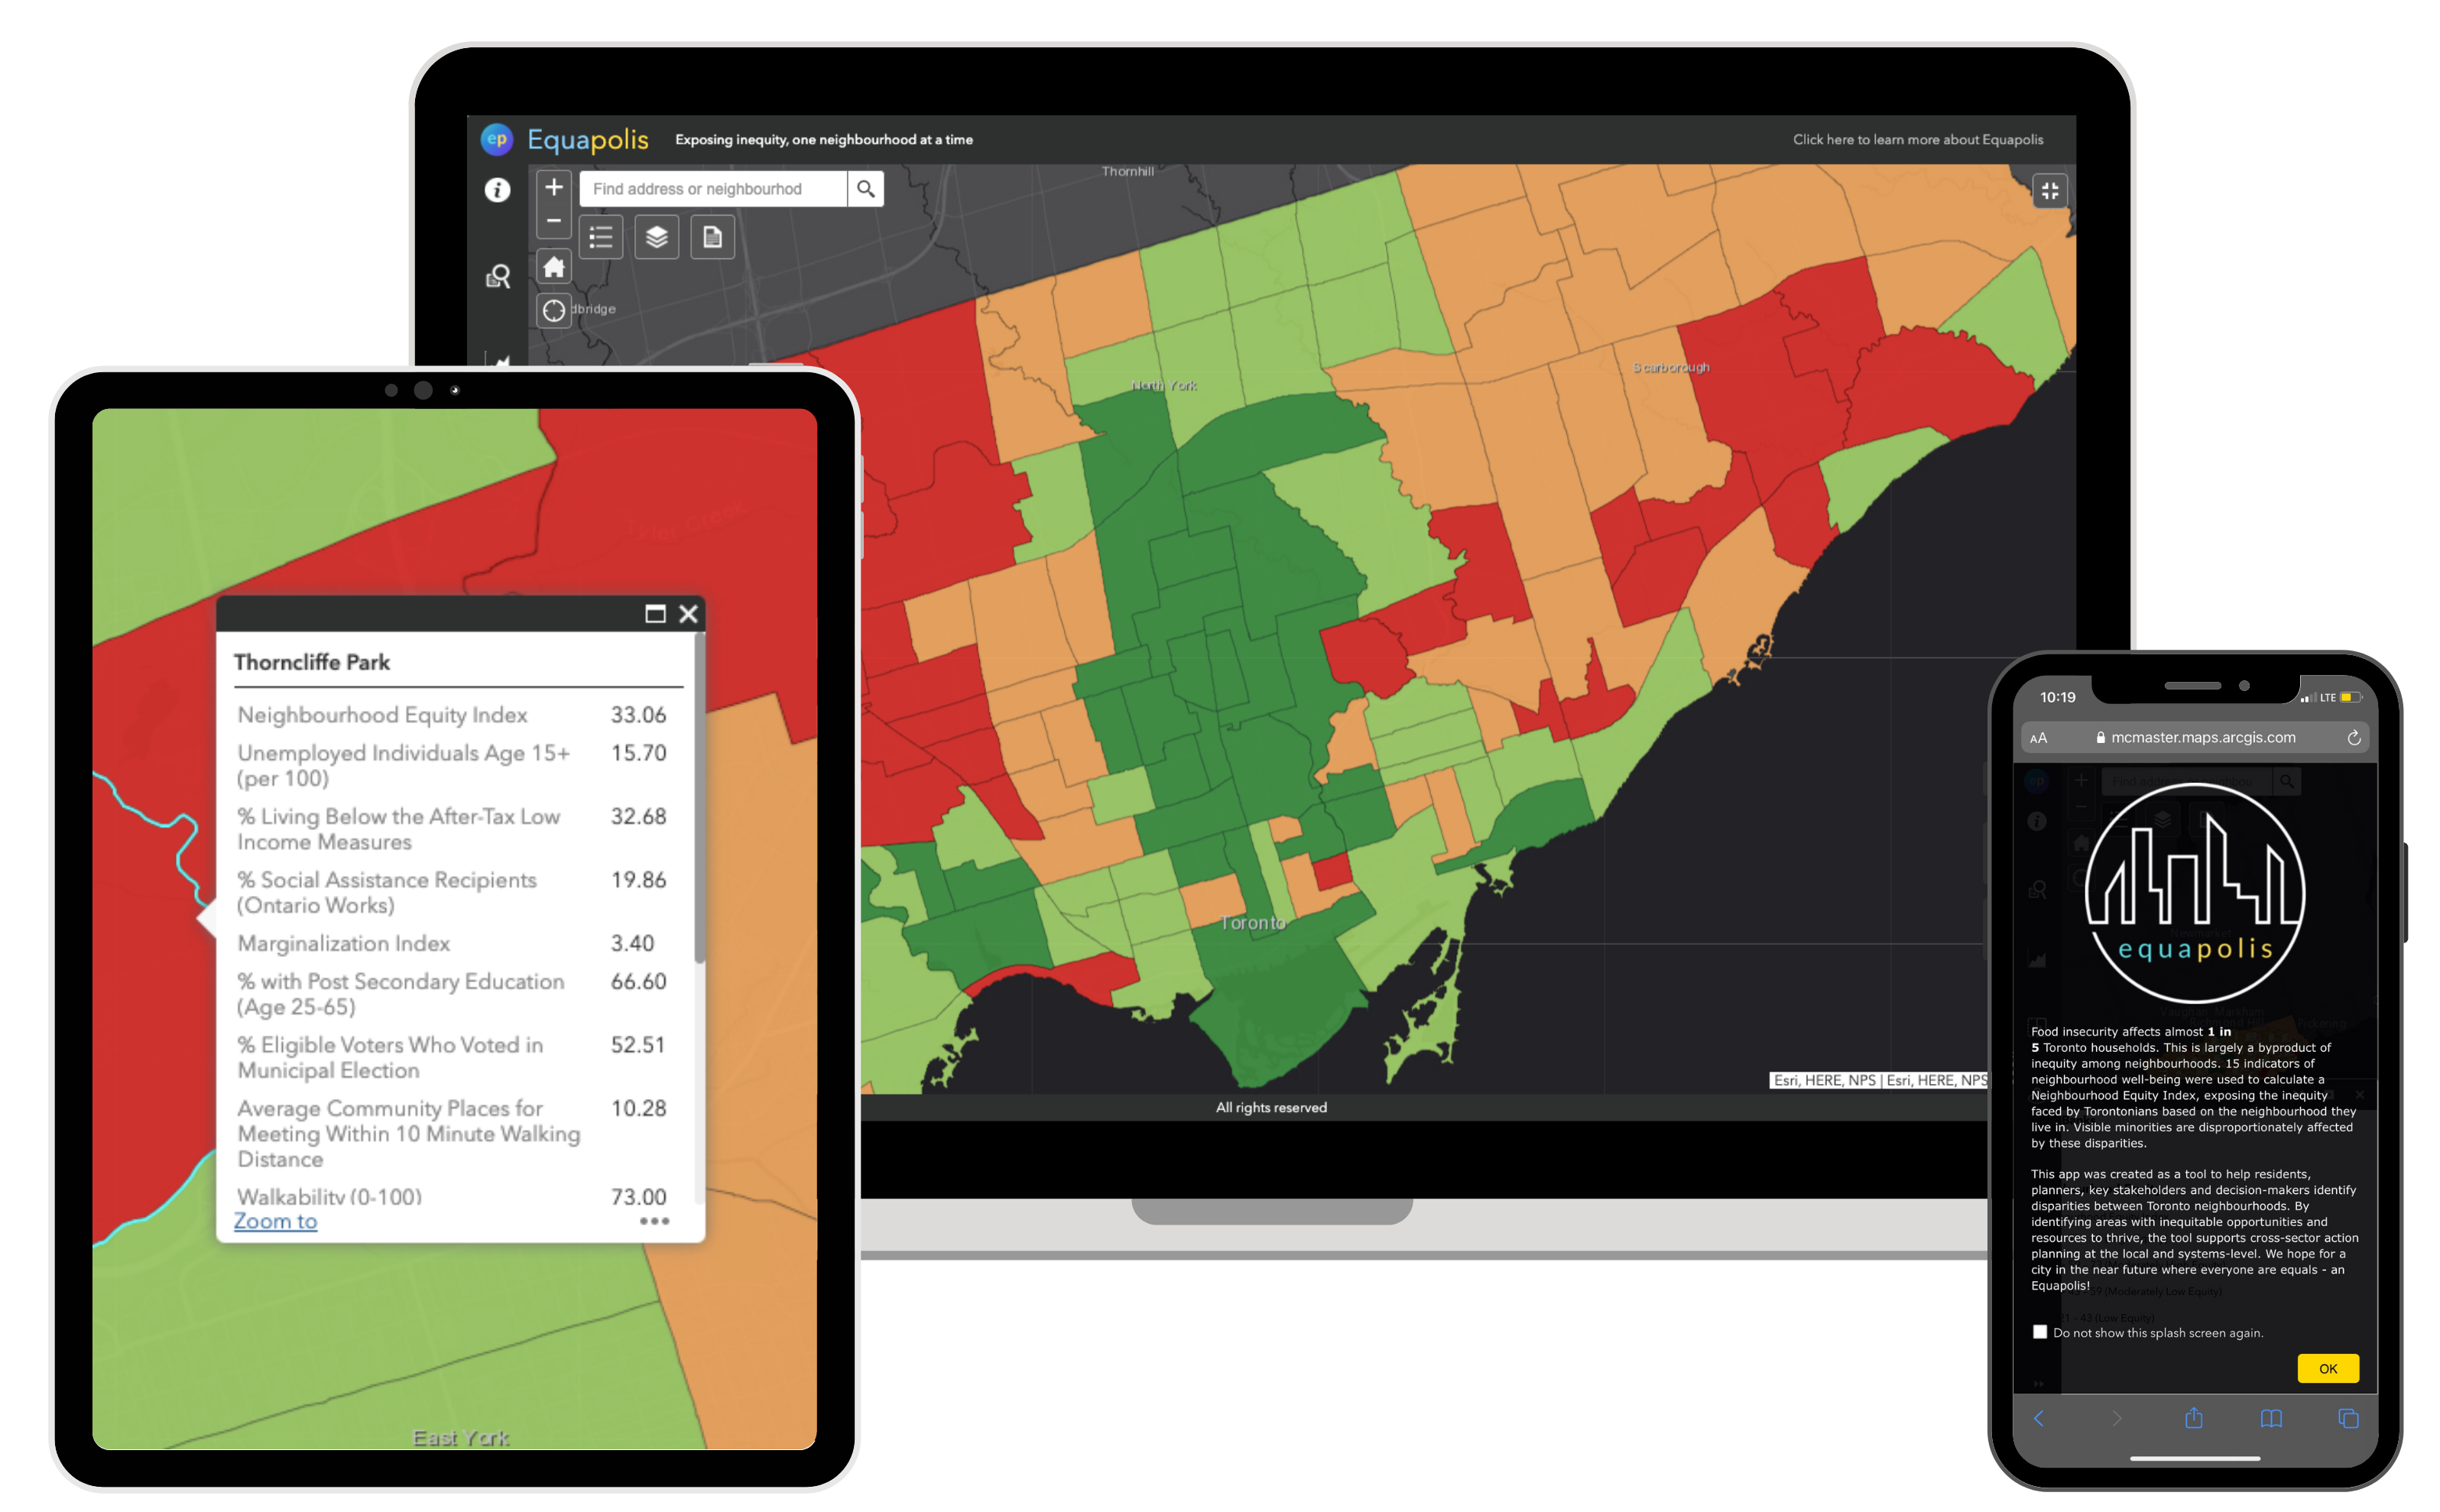 ep Equapolis Exposing inequity, one neighbourhood at a time Click here to learn more about Equapolis
Find address or neighbourhod
Thornhill
dbridge
North York
Scarborough
Toronto
Esri, HERE, NPS | Esri, HERE, NPS
All rights reserved
Thorncliffe Park
Neighbourhood Equity Index 33.06
Unemployed Individuals Age 15+ 15.70
(per 100)
% Living Below the After-Tax Low 32.68
Income Measures
% Social Assistance Recipients 19.86
(Ontario Works)
Marginalization Index 3.40
% with Post Secondary Education 66.60
(Age 25-65)
% Eligible Voters Who Voted in 52.51
Municipal Election
Average Community Places for 10.28
Meeting Within 10 Minute Walking
Distance
Walkability (0-100) 73.00
Zoom to
East York
10:19 LTE
AA mcmaster.maps.arcgis.com
equapolis
Food insecurity affects almost 1 in
5 Toronto households. This is largely a byproduct of
inequity among neighbourhoods. 15 indicators of
neighbourhood well-being were used to calculate a
Neighbourhood Equity Index, exposing the inequity
faced by Torontonians based on the neighbourhood they
live in. Visible minorities are disproportionately affected
by these disparities.
This app was created as a tool to help residents,
planners, key stakeholders and decision-makers identify
disparities between Toronto neighbourhoods. By
identifying areas with inequitable opportunities and
resources to thrive, the tool supports cross-sector action
planning at the local and systems-level. We hope for a
city in the near future where everyone are equals - an
Equapolis!
(Moderately Low Equity)
- 43 (Low Equity)
Do not show this splash screen again.
OK